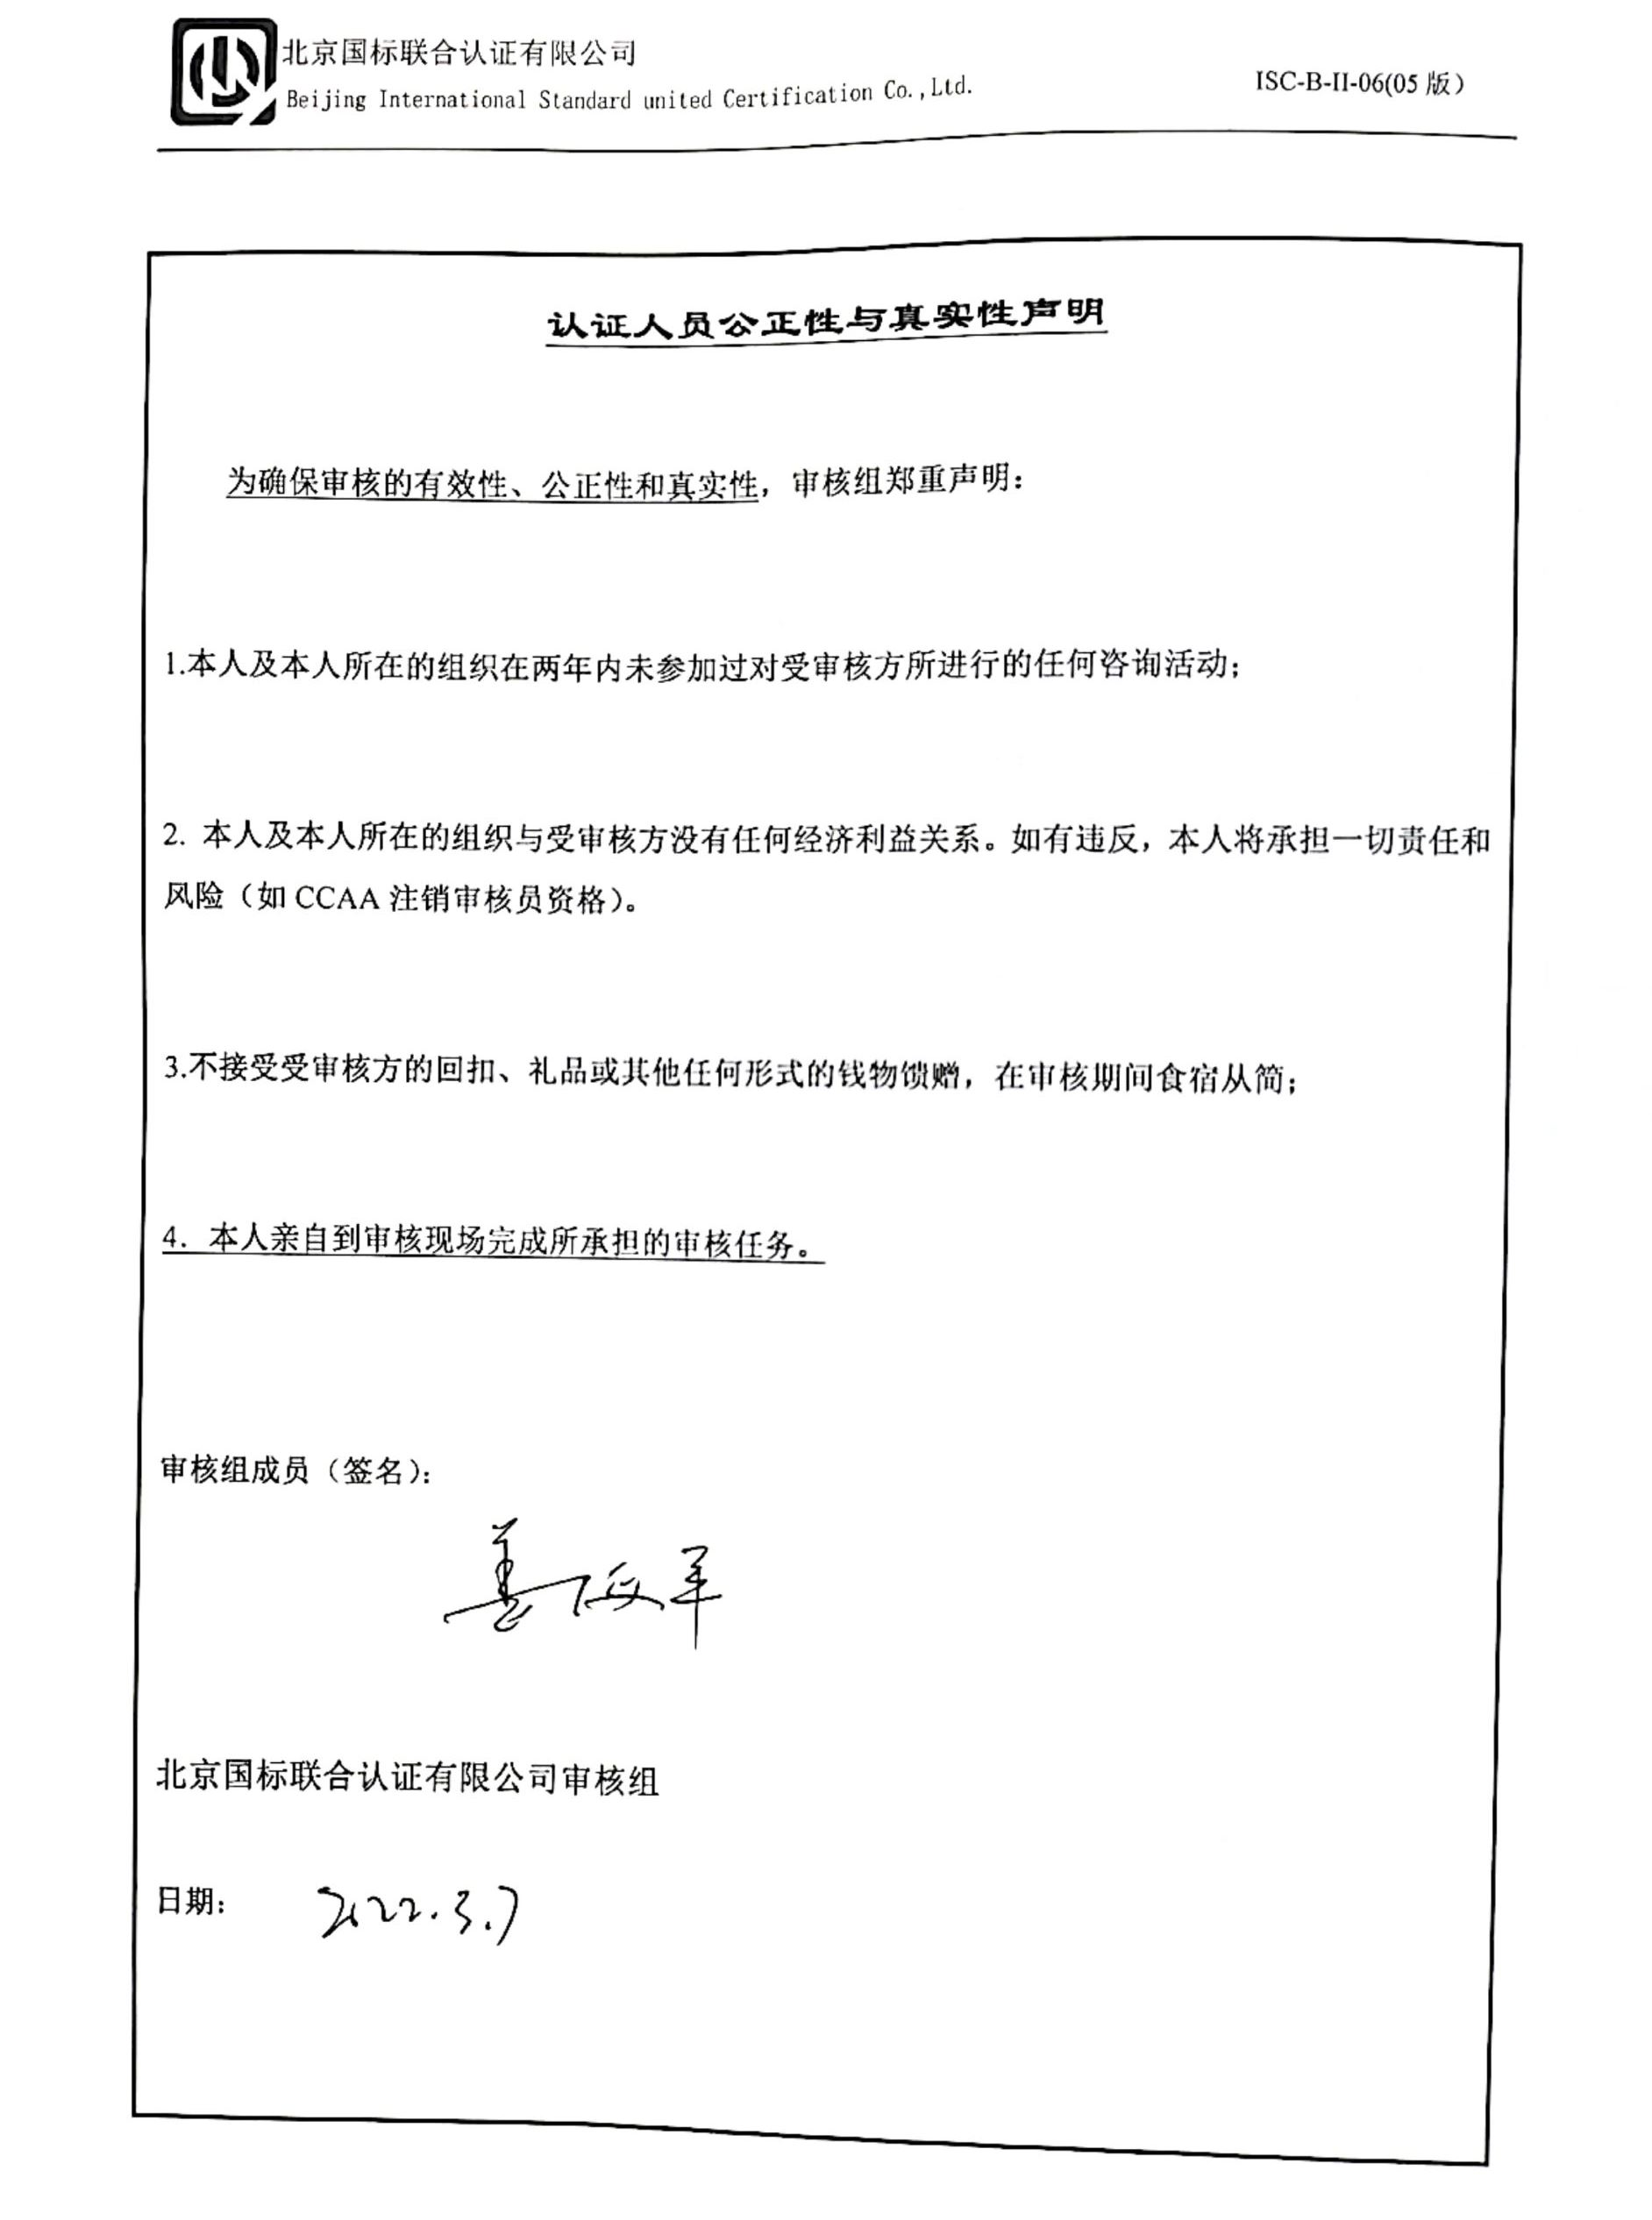 北京国标联合认证有限公司
Beijing International Standard united Certification Co.,Ltd.
ISC-B-II-06(05 版)
认证人员公正性与真实性声明
为确保审核的有效性、公正性和真实性，审核组郑重声明：
1.本人及本人所在的组织在两年内未参加过对受审核方所进行的任何咨询活动；
2. 本人及本人所在的组织与受审核方没有任何经济利益关系。如有违反，本人将承担一切责任和
风险（如 CCAA 注销审核员资格）。
3.不接受受审核方的回扣、礼品或其他任何形式的钱物馈赠，在审核期间食宿从简；
4. 本人亲自到审核现场完成所承担的审核任务。
审核组成员（签名）：
北京国标联合认证有限公司审核组
日期：
2022.3.7